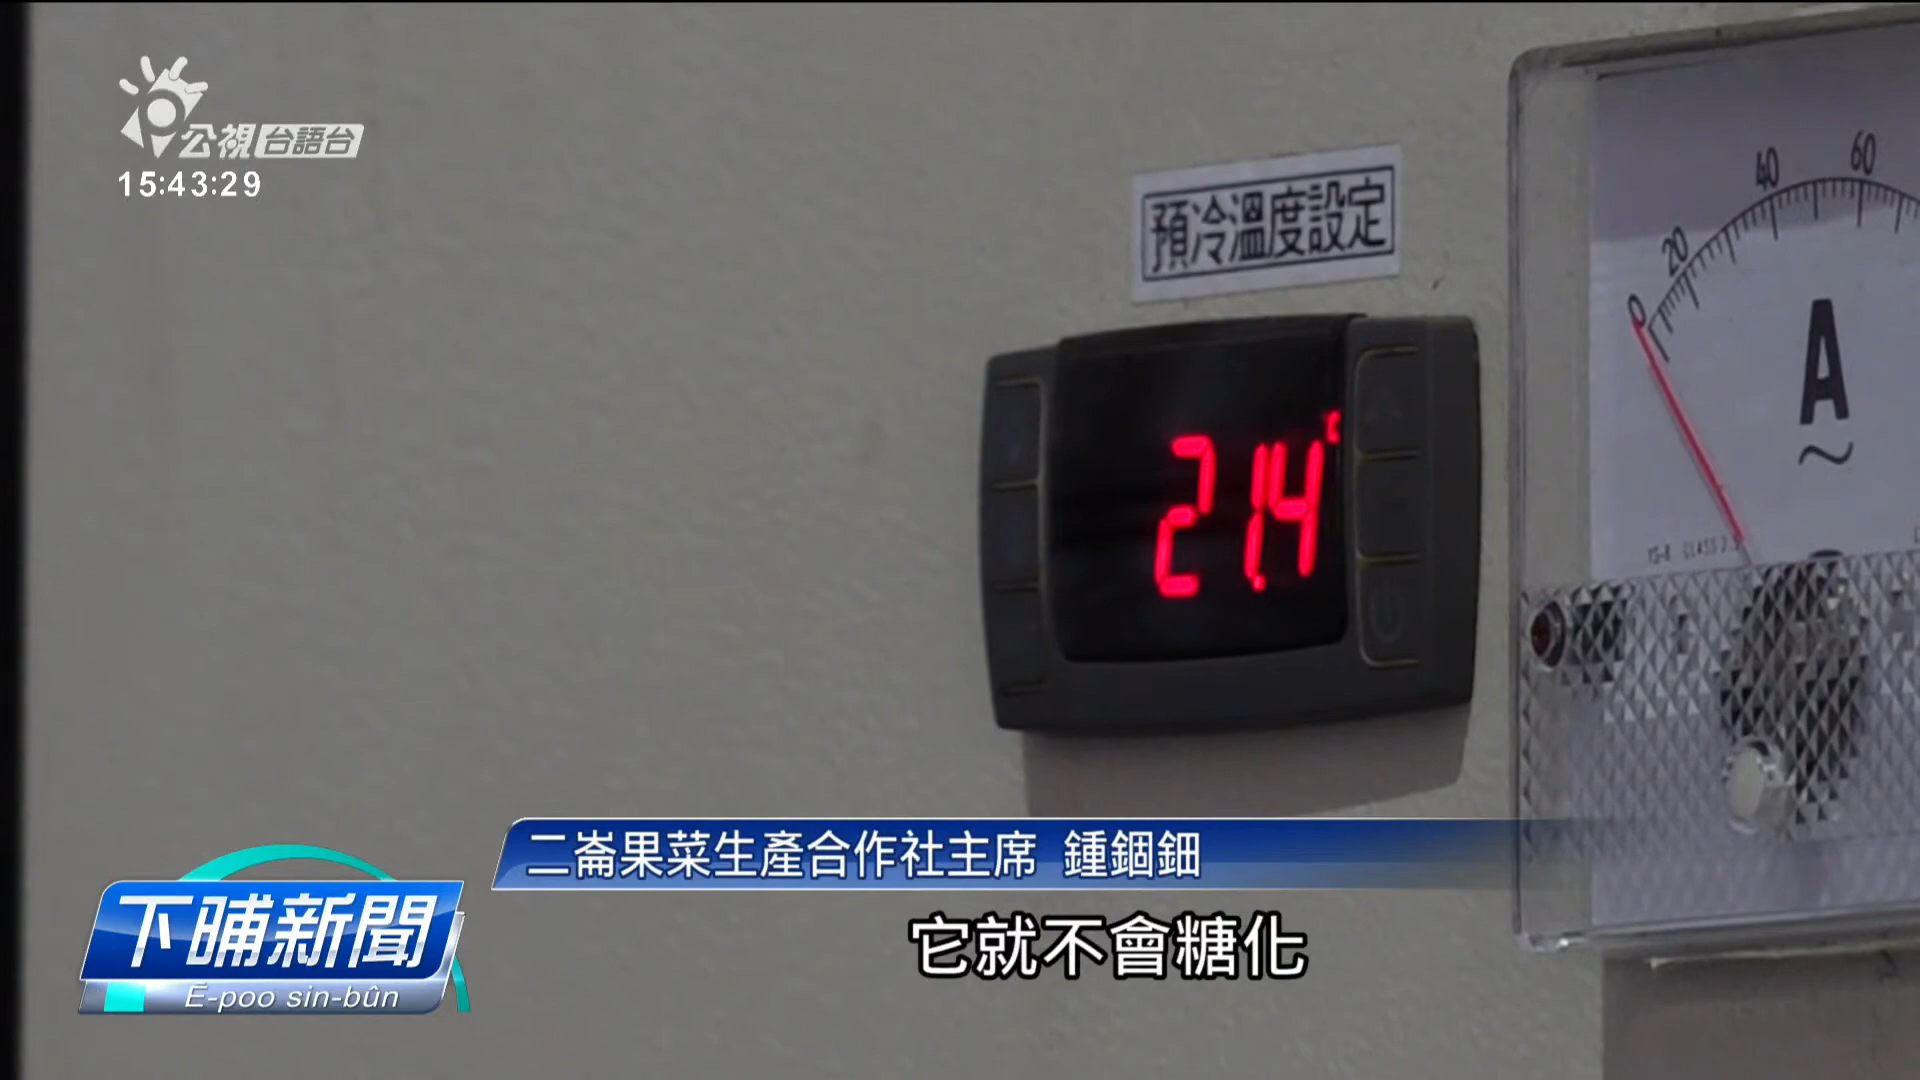 公視台語台
15:43:29
預冷溫度設定
21.4℃
0 20 40 60
A
~
二崙果菜生產合作社主席 鍾錮鈿
它就不會糖化
下晡新聞
Ē-poo sin-bûn